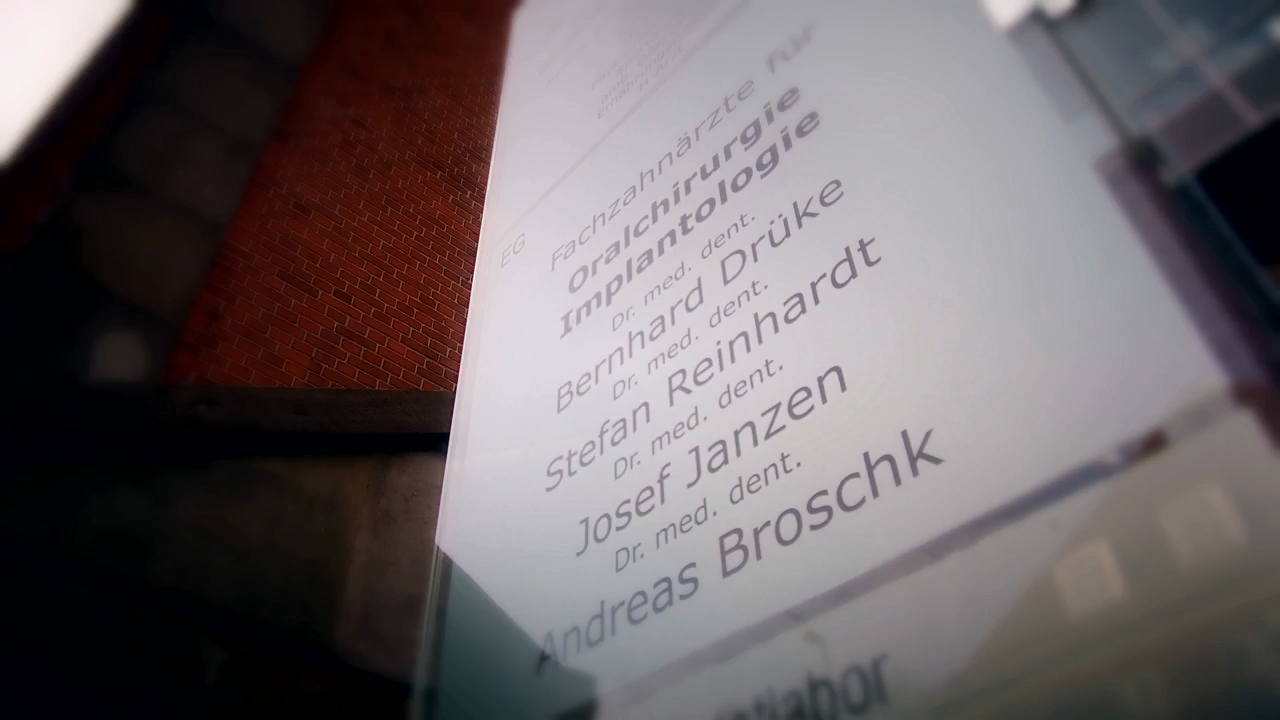 EG
Fachzahnärzte für
Oralchirurgie
Implantologie
Dr. med. dent.
Bernhard Drüke
Dr. med. dent.
Stefan Reinhardt
Dr. med. dent.
Josef Janzen
Dr. med. dent.
Andreas Broschk